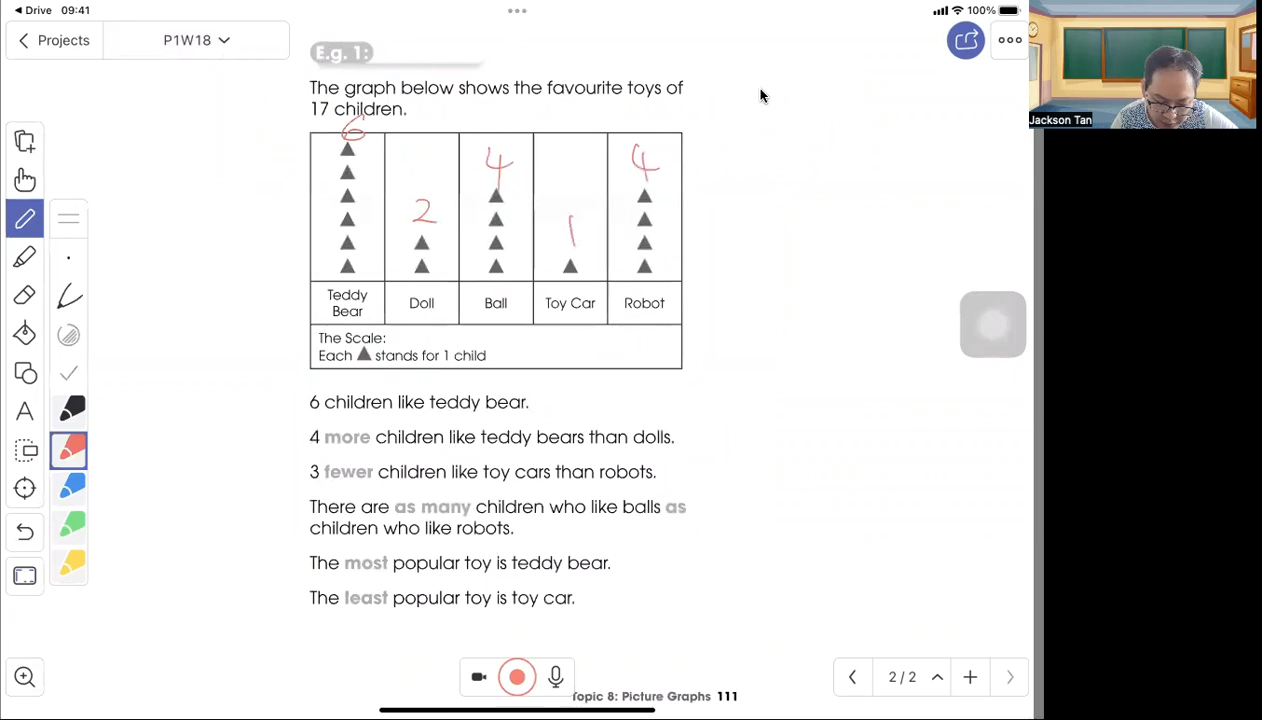 Drive 09:41
100%
Projects
P1W18
E.g. 1:
Jackson Tan
The graph below shows the favourite toys of
17 children.
6
2
4
1
4
Teddy
Bear
Doll
Ball
Toy Car
Robot
The Scale:
Each ▲ stands for 1 child
6 children like teddy bear.
4 more children like teddy bears than dolls.
3 fewer children like toy cars than robots.
There are as many children who like balls as
children who like robots.
The most popular toy is teddy bear.
The least popular toy is toy car.
A
2 / 2
Topic 8: Picture Graphs 111